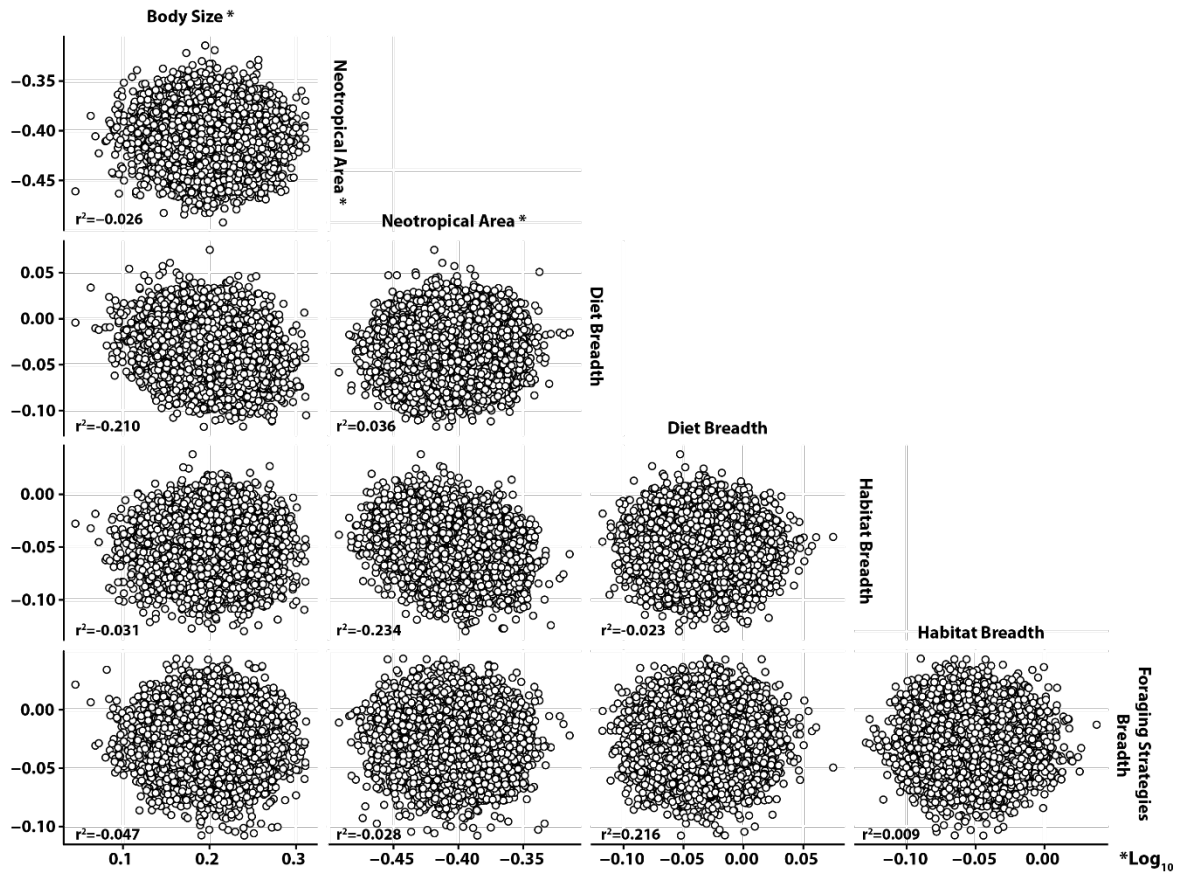 Body Size *
−0.35
−0.40
−0.45
r²=−0.026
Neotropical Area *
Neotropical Area *
0.05
0.00
−0.05
−0.10
r²=-0.210
r²=0.036
Diet Breadth
Diet Breadth
0.00
−0.05
−0.10
r²=-0.031
r²=-0.234
r²=-0.023
Habitat Breadth
Habitat Breadth
0.00
−0.05
−0.10
r²=-0.047
r²=-0.028
r²=0.216
r²=0.009
Foraging Strategies
Breadth
0.1 0.2 0.3 −0.45 −0.40 −0.35 −0.10 −0.05 0.00 0.05 −0.10 −0.05 0.00 *Log₁₀